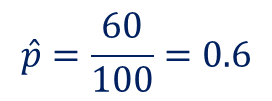 p̂ = 60/100 = 0.6